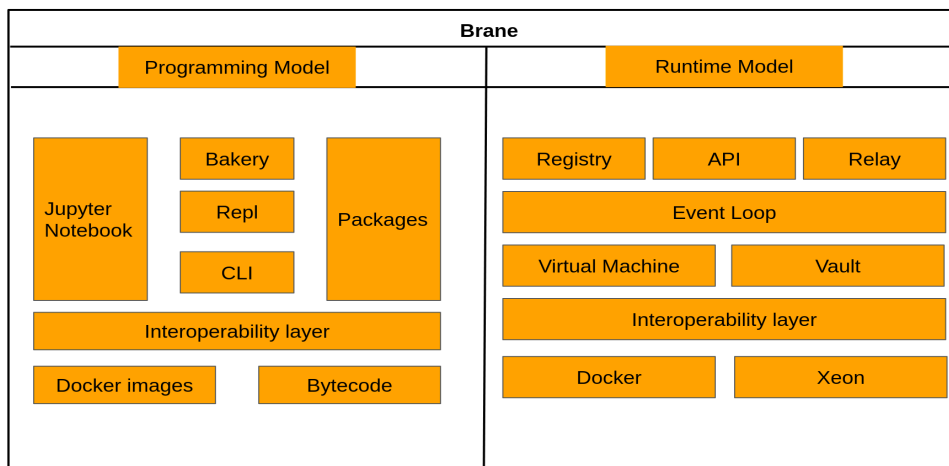 Brane
Programming Model
Runtime Model
Jupyter
Notebook
Bakery
Repl
CLI
Packages
Interoperability layer
Docker images
Bytecode
Registry
API
Relay
Event Loop
Virtual Machine
Vault
Interoperability layer
Docker
Xeon